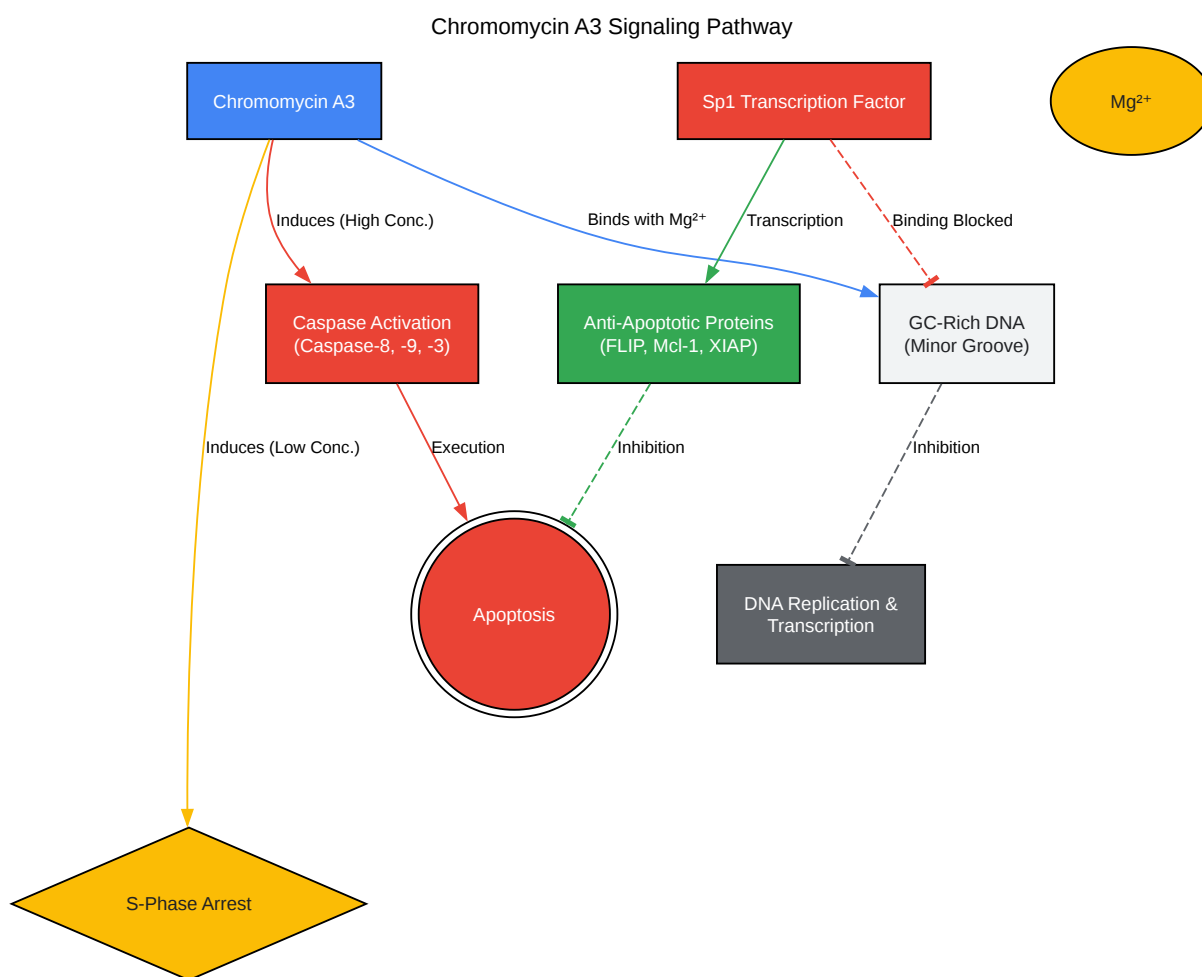 Chromomycin A3 Signaling Pathway
Chromomycin A3
Sp1 Transcription Factor
Mg²⁺
Induces (High Conc.)
Binds with Mg²⁺
Transcription
Binding Blocked
Caspase Activation
(Caspase-8, -9, -3)
Anti-Apoptotic Proteins
(FLIP, Mcl-1, XIAP)
GC-Rich DNA
(Minor Groove)
Induces (Low Conc.)
Execution
Inhibition
Inhibition
Apoptosis
DNA Replication &
Transcription
S-Phase Arrest